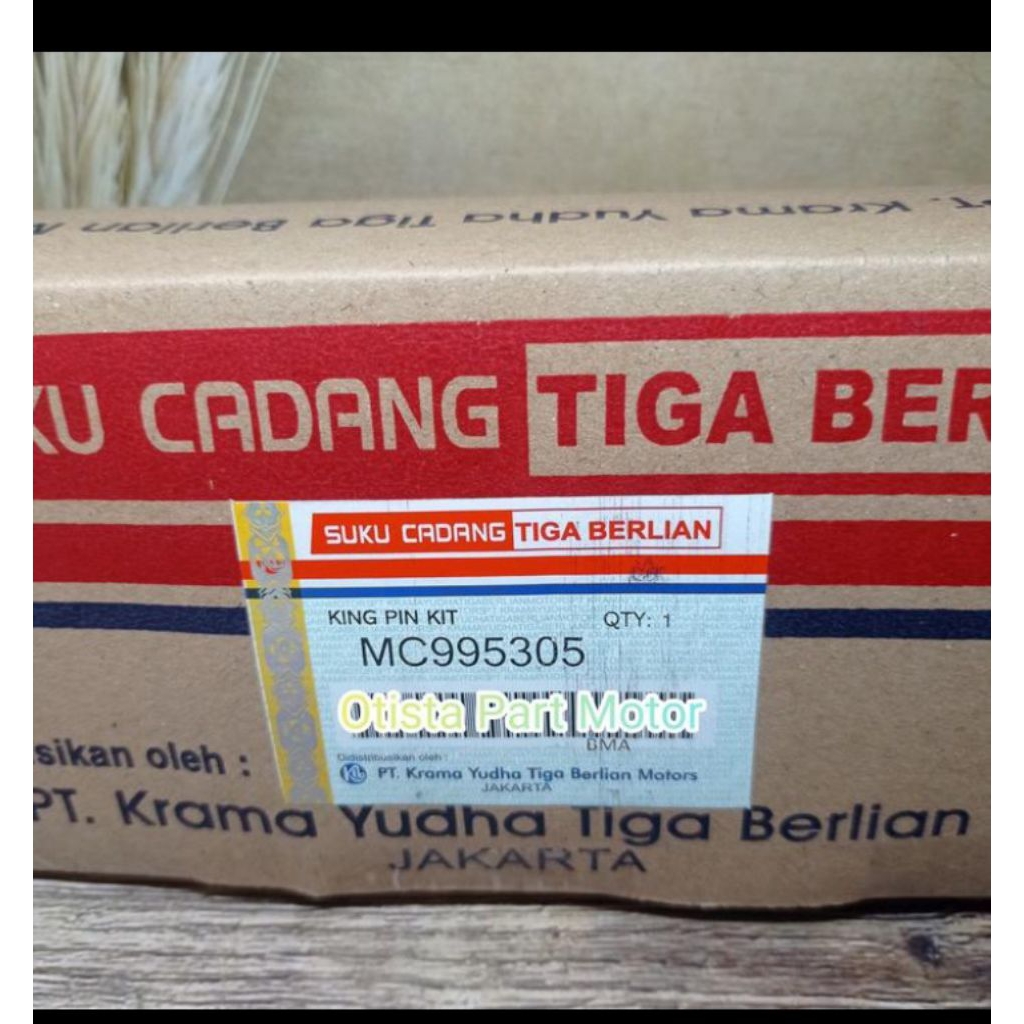 PT. Krama Yudha Tiga Berlian M
KU CADANG TIGA BER
SUKU CADANG TIGA BERLIAN
KING PIN KIT QTY: 1
MC995305
Otista Part Motor
BMA
Didistribusikan oleh :
PT. Krama Yudha Tiga Berlian Motors
JAKARTA
sikan oleh :
PT. Krama Yudha Tiga Berlian
JAKARTA